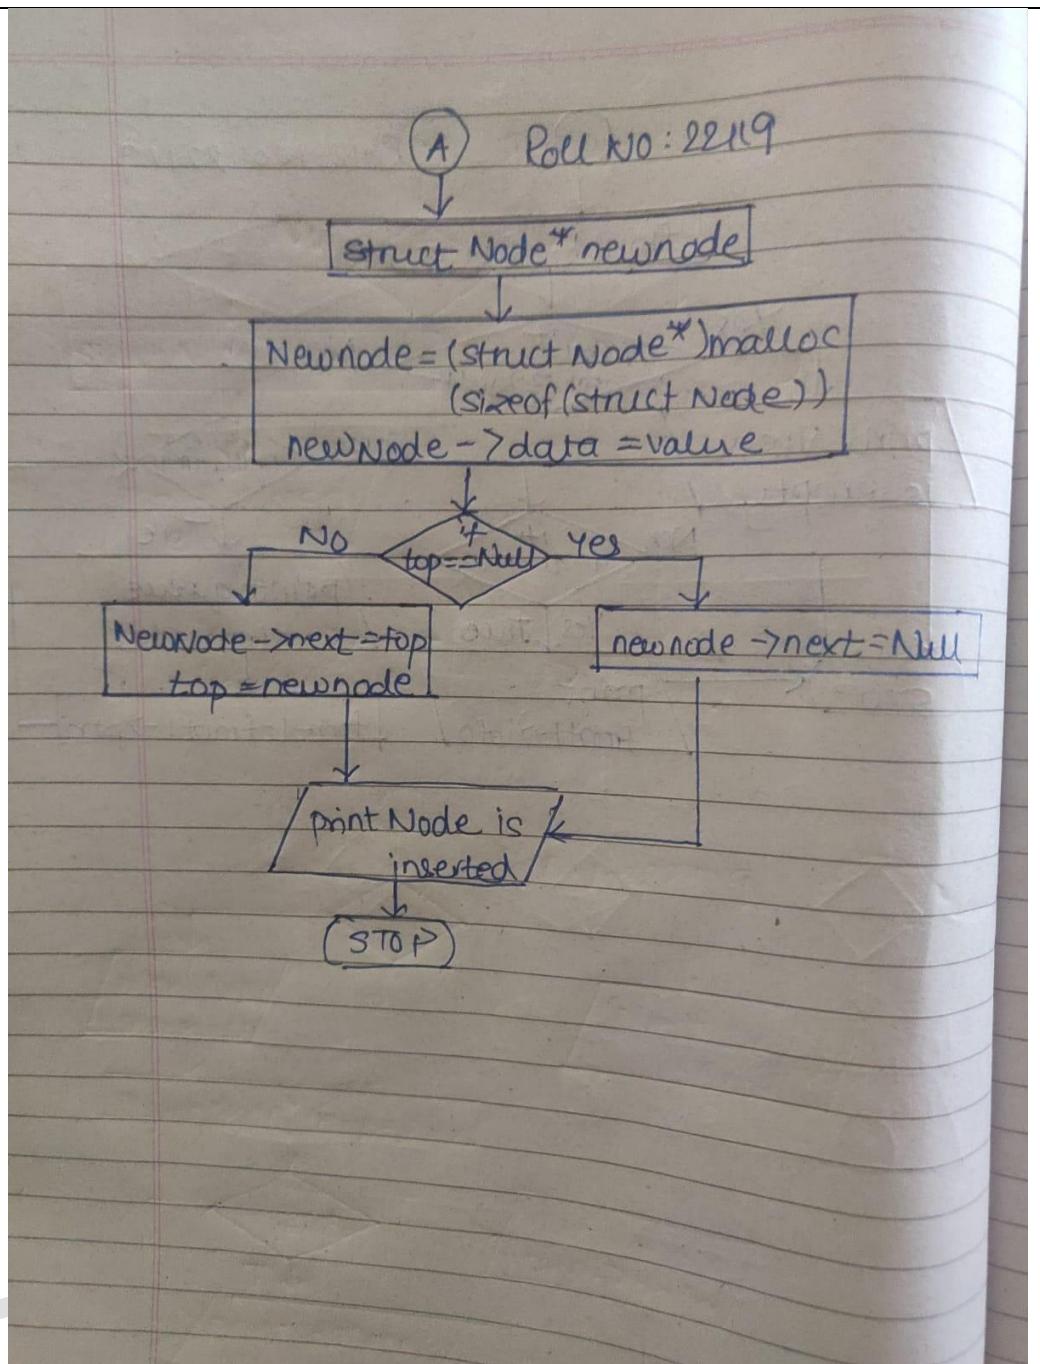 A Roll NO: 22119
struct Node* newnode
Newnode=(struct Node*)malloc
(sizeof(struct Node))
newNode->data=value
if
top==Null
No
yes
NewNode->next=top
top=newnode
newnode->next=Null
print Node is
inserted
STOP